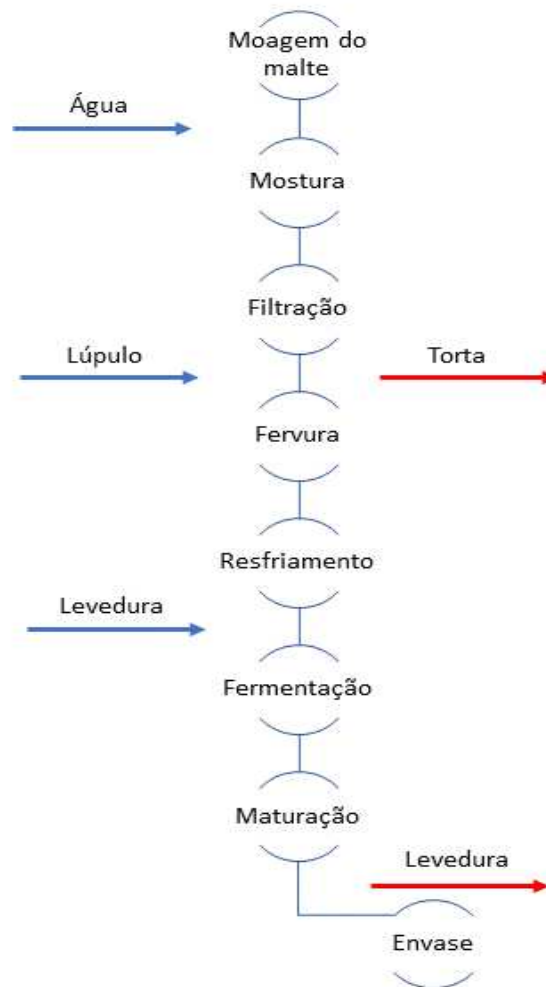 Moagem do
malte
Água
Mostura
Filtração
Lúpulo
Torta
Fervura
Resfriamento
Levedura
Fermentação
Maturação
Levedura
Envase